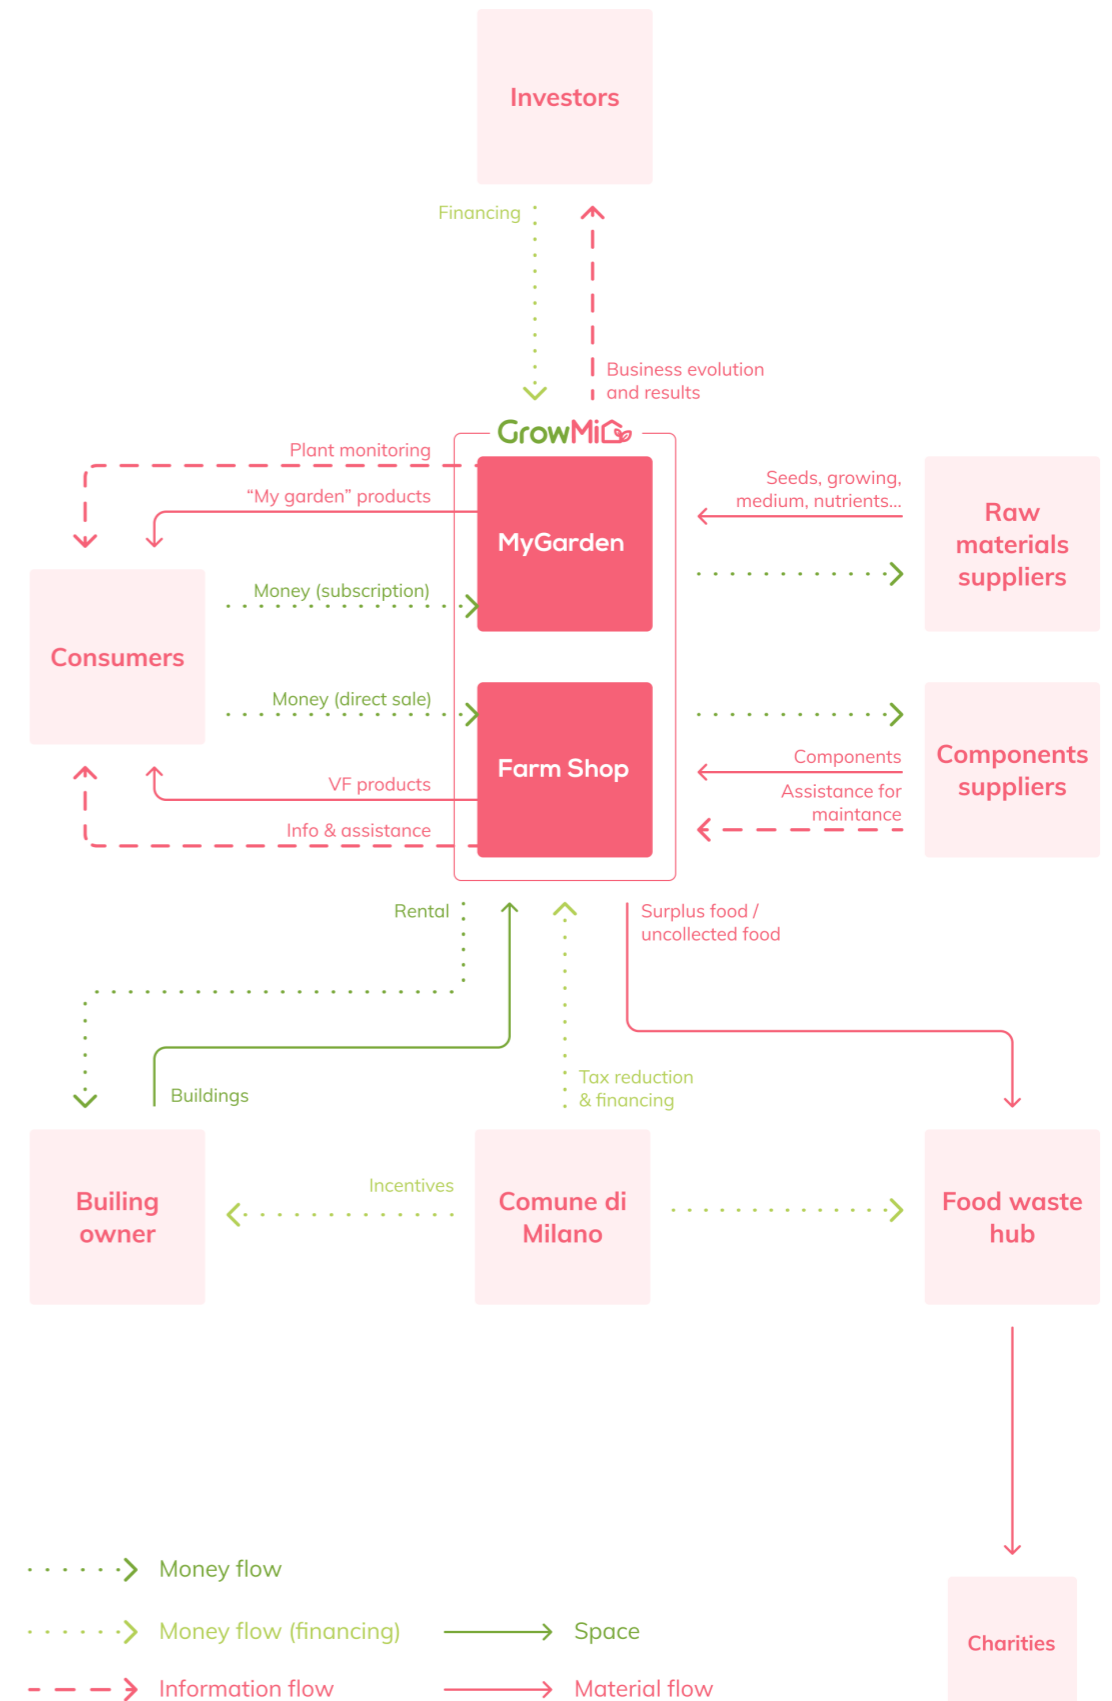 Investors
Financing
Business evolution
and results
GrowMi
Plant monitoring
“My garden” products
Money (subscription)
Consumers
Money (direct sale)
VF products
Info & assistance
MyGarden
Farm Shop
Seeds, growing,
medium, nutrients...
Raw
materials
suppliers
Components
Assistance for
maintance
Components
suppliers
Rental
Surplus food /
uncollected food
Buildings
Tax reduction
& financing
Builing
owner
Incentives
Comune di
Milano
Food waste
hub
Charities
Money flow
Money flow (financing)
Space
Information flow
Material flow